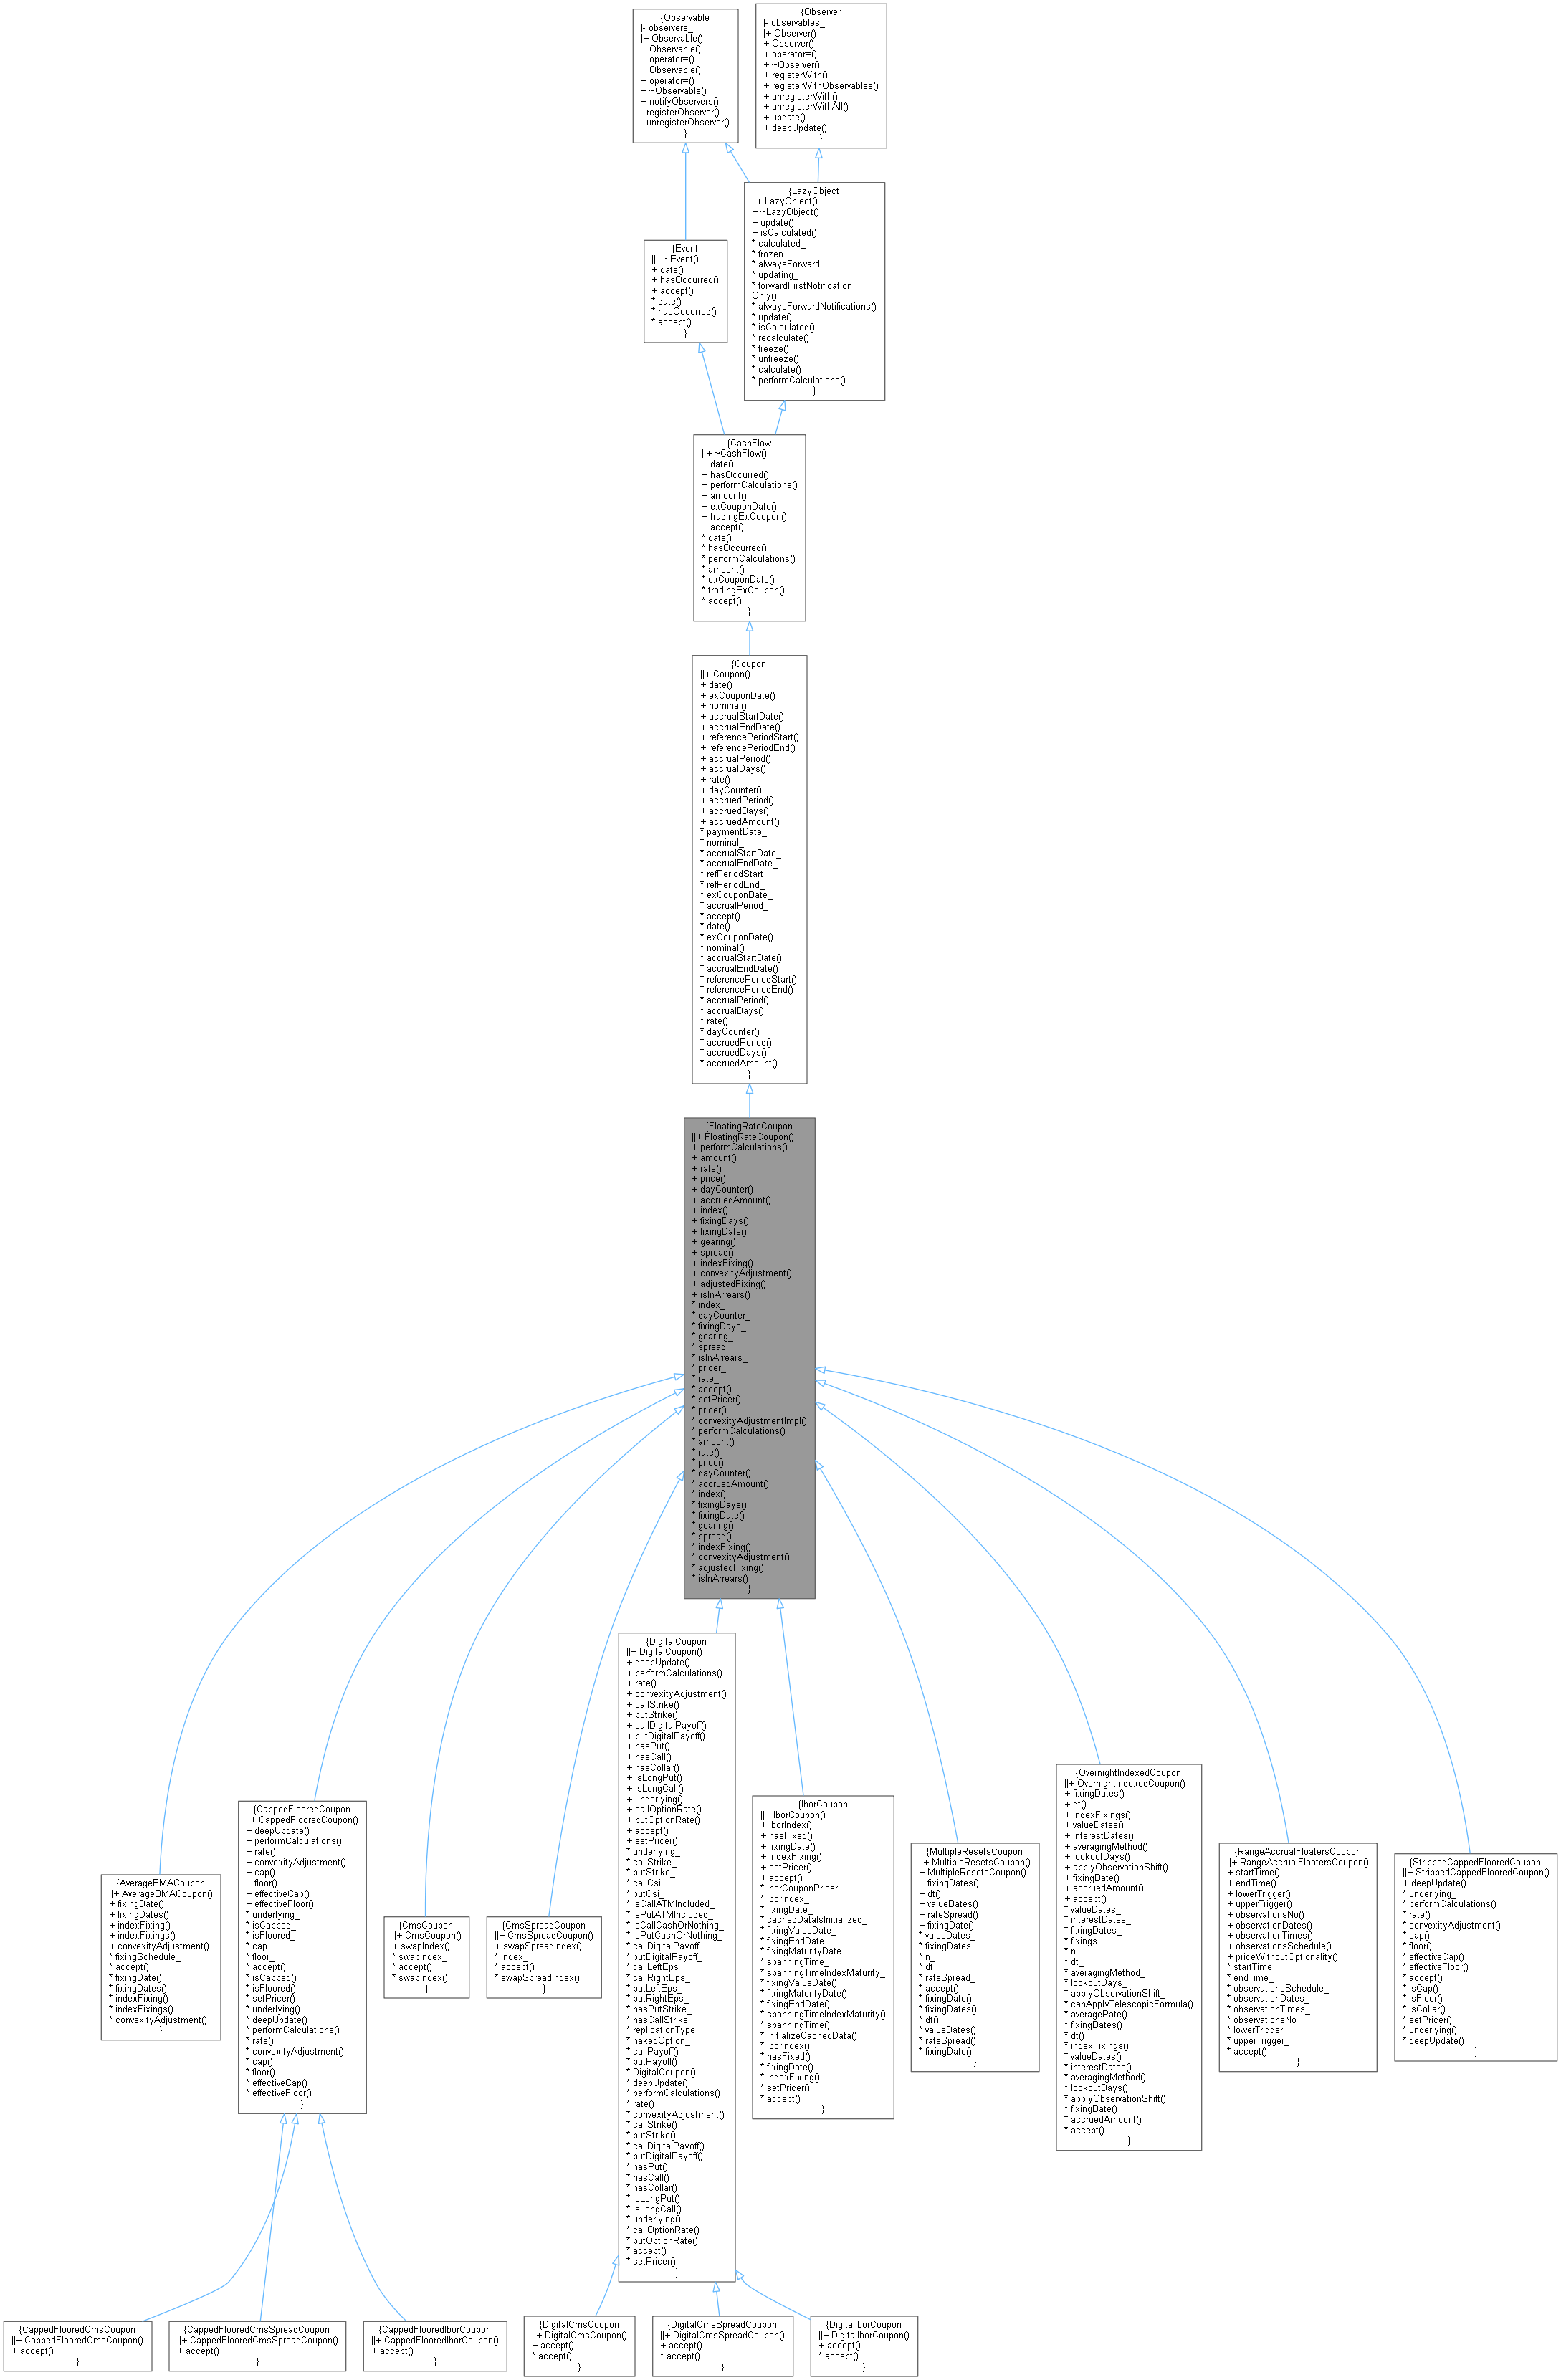 {Observable
|- observers_
|+ Observable()
+ Observable()
+ operator=()
+ Observable()
+ operator=()
+ ~Observable()
+ notifyObservers()
- registerObserver()
- unregisterObserver()
}
{Observer
|- observables_
|+ Observer()
+ Observer()
+ operator=()
+ ~Observer()
+ registerWith()
+ registerWithObservables()
+ unregisterWith()
+ unregisterWithAll()
+ update()
+ deepUpdate()
}
{LazyObject
||+ LazyObject()
+ ~LazyObject()
+ update()
+ isCalculated()
* calculated_
* frozen_
* alwaysForward_
* updating_
* forwardFirstNotification
Only()
* alwaysForwardNotifications()
* update()
* isCalculated()
* recalculate()
* freeze()
* unfreeze()
* calculate()
* performCalculations()
}
{Event
||+ ~Event()
+ date()
+ hasOccurred()
+ accept()
* date()
* hasOccurred()
* accept()
}
{CashFlow
||+ ~CashFlow()
+ date()
+ hasOccurred()
+ performCalculations()
+ amount()
+ exCouponDate()
+ tradingExCoupon()
+ accept()
* date()
* hasOccurred()
* performCalculations()
* amount()
* exCouponDate()
* tradingExCoupon()
* accept()
}
{Coupon
||+ Coupon()
+ date()
+ exCouponDate()
+ nominal()
+ accrualStartDate()
+ accrualEndDate()
+ referencePeriodStart()
+ referencePeriodEnd()
+ accrualPeriod()
+ accrualDays()
+ rate()
+ dayCounter()
+ accruedPeriod()
+ accruedDays()
+ accruedAmount()
* paymentDate_
* nominal_
* accrualStartDate_
* accrualEndDate_
* refPeriodStart_
* refPeriodEnd_
* exCouponDate_
* accrualPeriod_
* accept()
* date()
* exCouponDate()
* nominal()
* accrualStartDate()
* accrualEndDate()
* referencePeriodStart()
* referencePeriodEnd()
* accrualPeriod()
* accrualDays()
* rate()
* dayCounter()
* accruedPeriod()
* accruedDays()
* accruedAmount()
}
{FloatingRateCoupon
||+ FloatingRateCoupon()
+ performCalculations()
+ amount()
+ rate()
+ price()
+ dayCounter()
+ accruedAmount()
+ index()
+ fixingDays()
+ fixingDate()
+ gearing()
+ spread()
+ indexFixing()
+ convexityAdjustment()
+ adjustedFixing()
+ isInArrears()
* index_
* dayCounter_
* fixingDays_
* gearing_
* spread_
* isInArrears_
* pricer_
* rate_
* accept()
* setPricer()
* pricer()
* convexityAdjustmentImpl()
* performCalculations()
* amount()
* rate()
* price()
* dayCounter()
* accruedAmount()
* index()
* fixingDays()
* fixingDate()
* gearing()
* spread()
* indexFixing()
* convexityAdjustment()
* adjustedFixing()
* isInArrears()
}
{AverageBMACoupon
||+ AverageBMACoupon()
+ fixingDate()
+ fixingDates()
+ indexFixing()
+ indexFixings()
+ convexityAdjustment()
* fixingSchedule_
* accept()
* fixingDate()
* fixingDates()
* indexFixing()
* indexFixings()
* convexityAdjustment()
}
{CappedFlooredCoupon
||+ CappedFlooredCoupon()
+ deepUpdate()
+ performCalculations()
+ rate()
+ convexityAdjustment()
+ cap()
+ floor()
+ effectiveCap()
+ effectiveFloor()
* underlying_
* isCapped_
* isFloored_
* cap_
* floor_
* accept()
* isCapped()
* isFloored()
* setPricer()
* underlying()
* deepUpdate()
* performCalculations()
* rate()
* convexityAdjustment()
* cap()
* floor()
* effectiveCap()
* effectiveFloor()
}
{CmsCoupon
||+ CmsCoupon()
+ swapIndex()
* swapIndex_
* accept()
* swapIndex()
}
{CmsSpreadCoupon
||+ CmsSpreadCoupon()
+ swapSpreadIndex()
* index_
* accept()
* swapSpreadIndex()
}
{DigitalCoupon
||+ DigitalCoupon()
+ deepUpdate()
+ performCalculations()
+ rate()
+ convexityAdjustment()
+ callStrike()
+ putStrike()
+ callDigitalPayoff()
+ putDigitalPayoff()
+ hasPut()
+ hasCall()
+ hasCollar()
+ isLongPut()
+ isLongCall()
+ underlying()
+ callOptionRate()
+ putOptionRate()
+ accept()
+ setPricer()
* underlying_
* callStrike_
* putStrike_
* callCsi_
* putCsi_
* isCallATMIncluded_
* isPutATMIncluded_
* isCallCashOrNothing_
* isPutCashOrNothing_
* callDigitalPayoff_
* putDigitalPayoff_
* callLeftEps_
* callRightEps_
* putLeftEps_
* putRightEps_
* hasPutStrike_
* hasCallStrike_
* replicationType_
* nakedOption_
* callPayoff()
* putPayoff()
* DigitalCoupon()
* deepUpdate()
* performCalculations()
* rate()
* convexityAdjustment()
* callStrike()
* putStrike()
* callDigitalPayoff()
* putDigitalPayoff()
* hasPut()
* hasCall()
* hasCollar()
* isLongPut()
* isLongCall()
* underlying()
* callOptionRate()
* putOptionRate()
* accept()
* setPricer()
}
{IborCoupon
||+ IborCoupon()
+ iborIndex()
+ hasFixed()
+ fixingDate()
+ indexFixing()
+ setPricer()
+ accept()
* IborCouponPricer
* iborIndex_
* fixingDate_
* cachedDataIsInitialized_
* fixingValueDate_
* fixingEndDate_
* fixingMaturityDate_
* spanningTime_
* spanningTimeIndexMaturity_
* fixingValueDate()
* fixingMaturityDate()
* fixingEndDate()
* spanningTimeIndexMaturity()
* spanningTime()
* initializeCachedData()
* iborIndex()
* hasFixed()
* fixingDate()
* indexFixing()
* setPricer()
* accept()
}
{MultipleResetsCoupon
||+ MultipleResetsCoupon()
+ MultipleResetsCoupon()
+ fixingDates()
+ dt()
+ valueDates()
+ rateSpread()
+ fixingDate()
* valueDates_
* fixingDates_
* n_
* dt_
* rateSpread_
* accept()
* fixingDate()
* fixingDates()
* dt()
* valueDates()
* rateSpread()
* fixingDate()
}
{OvernightIndexedCoupon
||+ OvernightIndexedCoupon()
+ fixingDates()
+ dt()
+ indexFixings()
+ valueDates()
+ interestDates()
+ averagingMethod()
+ lockoutDays()
+ applyObservationShift()
+ fixingDate()
+ accruedAmount()
+ accept()
* valueDates_
* interestDates_
* fixingDates_
* fixings_
* n_
* dt_
* averagingMethod_
* lockoutDays_
* applyObservationShift_
* canApplyTelescopicFormula()
* averageRate()
* fixingDates()
* dt()
* indexFixings()
* valueDates()
* interestDates()
* averagingMethod()
* lockoutDays()
* applyObservationShift()
* fixingDate()
* accruedAmount()
* accept()
}
{RangeAccrualFloatersCoupon
||+ RangeAccrualFloatersCoupon()
+ startTime()
+ endTime()
+ lowerTrigger()
+ upperTrigger()
+ observationsNo()
+ observationDates()
+ observationTimes()
+ observationsSchedule()
+ priceWithoutOptionality()
* startTime_
* endTime_
* observationsSchedule_
* observationDates_
* observationTimes_
* observationsNo_
* lowerTrigger_
* upperTrigger_
* accept()
}
{StrippedCappedFlooredCoupon
||+ StrippedCappedFlooredCoupon()
+ deepUpdate()
* underlying_
* performCalculations()
* rate()
* convexityAdjustment()
* cap()
* floor()
* effectiveCap()
* effectiveFloor()
* accept()
* isCap()
* isFloor()
* isCollar()
* setPricer()
* underlying()
* deepUpdate()
}
{CappedFlooredCmsCoupon
||+ CappedFlooredCmsCoupon()
+ accept()
}
{CappedFlooredCmsSpreadCoupon
||+ CappedFlooredCmsSpreadCoupon()
+ accept()
}
{CappedFlooredIborCoupon
||+ CappedFlooredIborCoupon()
+ accept()
}
{DigitalCmsCoupon
||+ DigitalCmsCoupon()
+ accept()
* accept()
}
{DigitalCmsSpreadCoupon
||+ DigitalCmsSpreadCoupon()
+ accept()
* accept()
}
{DigitalIborCoupon
||+ DigitalIborCoupon()
+ accept()
* accept()
}